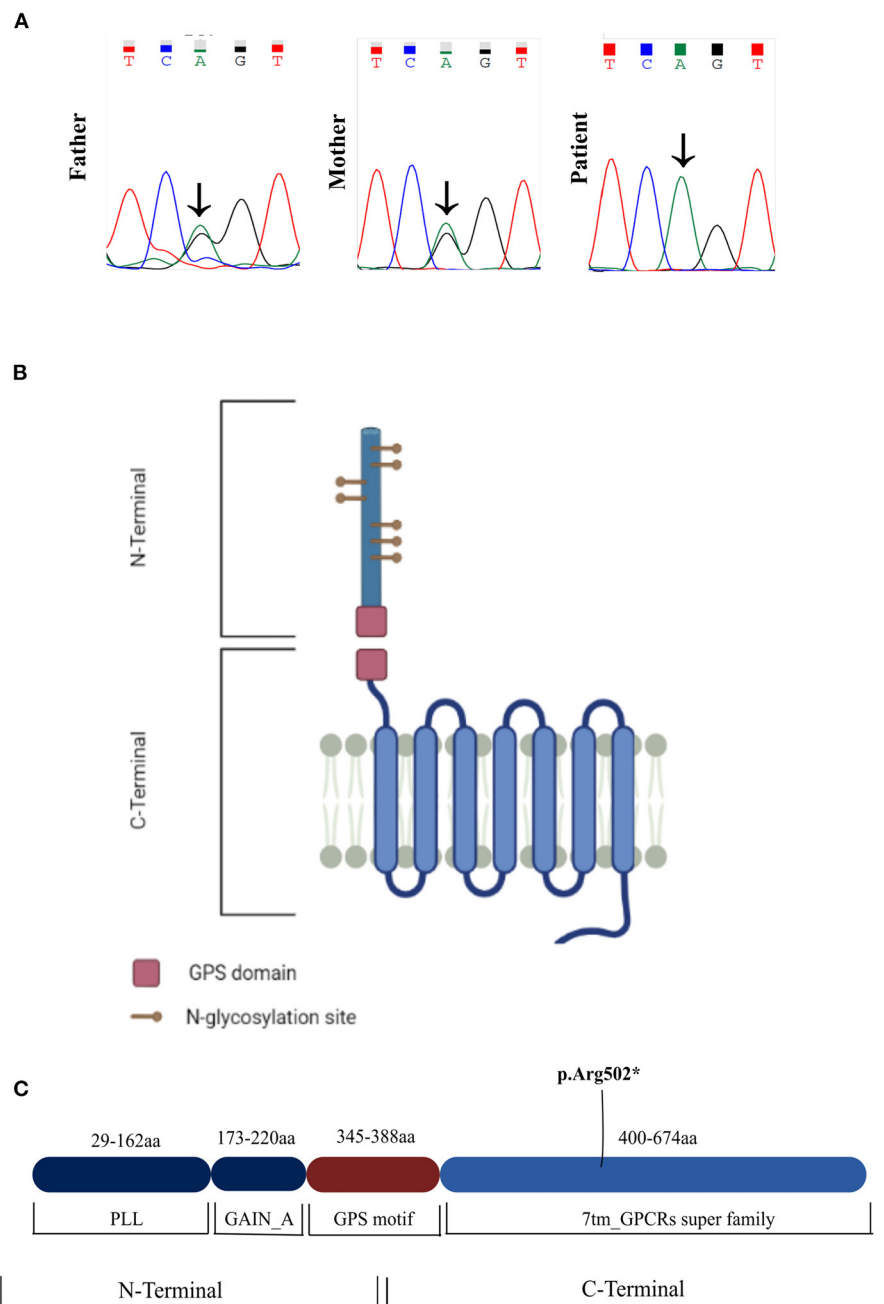 A
T C A G T
T C A G T
T C A G T
Father
Mother
Patient
B
N-Terminal
C-Terminal
GPS domain
N-glycosylation site
C
p.Arg502*
29-162aa
173-220aa
345-388aa
400-674aa
PLL
GAIN_A
GPS motif
7tm_GPCRs super family
N-Terminal
C-Terminal